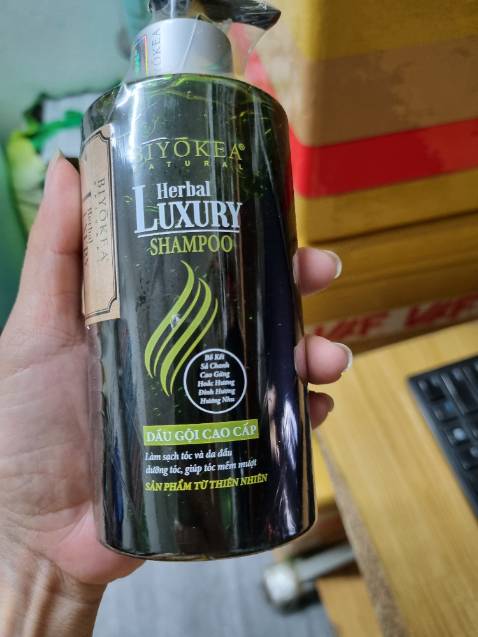 BIYOKEA
BIYOKEA®
NATURAL
Herbal
LUXURY
SHAMPOO
Bồ Kết
Sả Chanh
Cao Gừng
Hoắc Hương
Đinh Hương
Hương Nhu
DẦU GỘI CAO CẤP
Làm sạch tóc và da đầu
dưỡng tóc, giúp tóc mềm mượt
SẢN PHẨM TỪ THIÊN NHIÊN
BIYOKEA